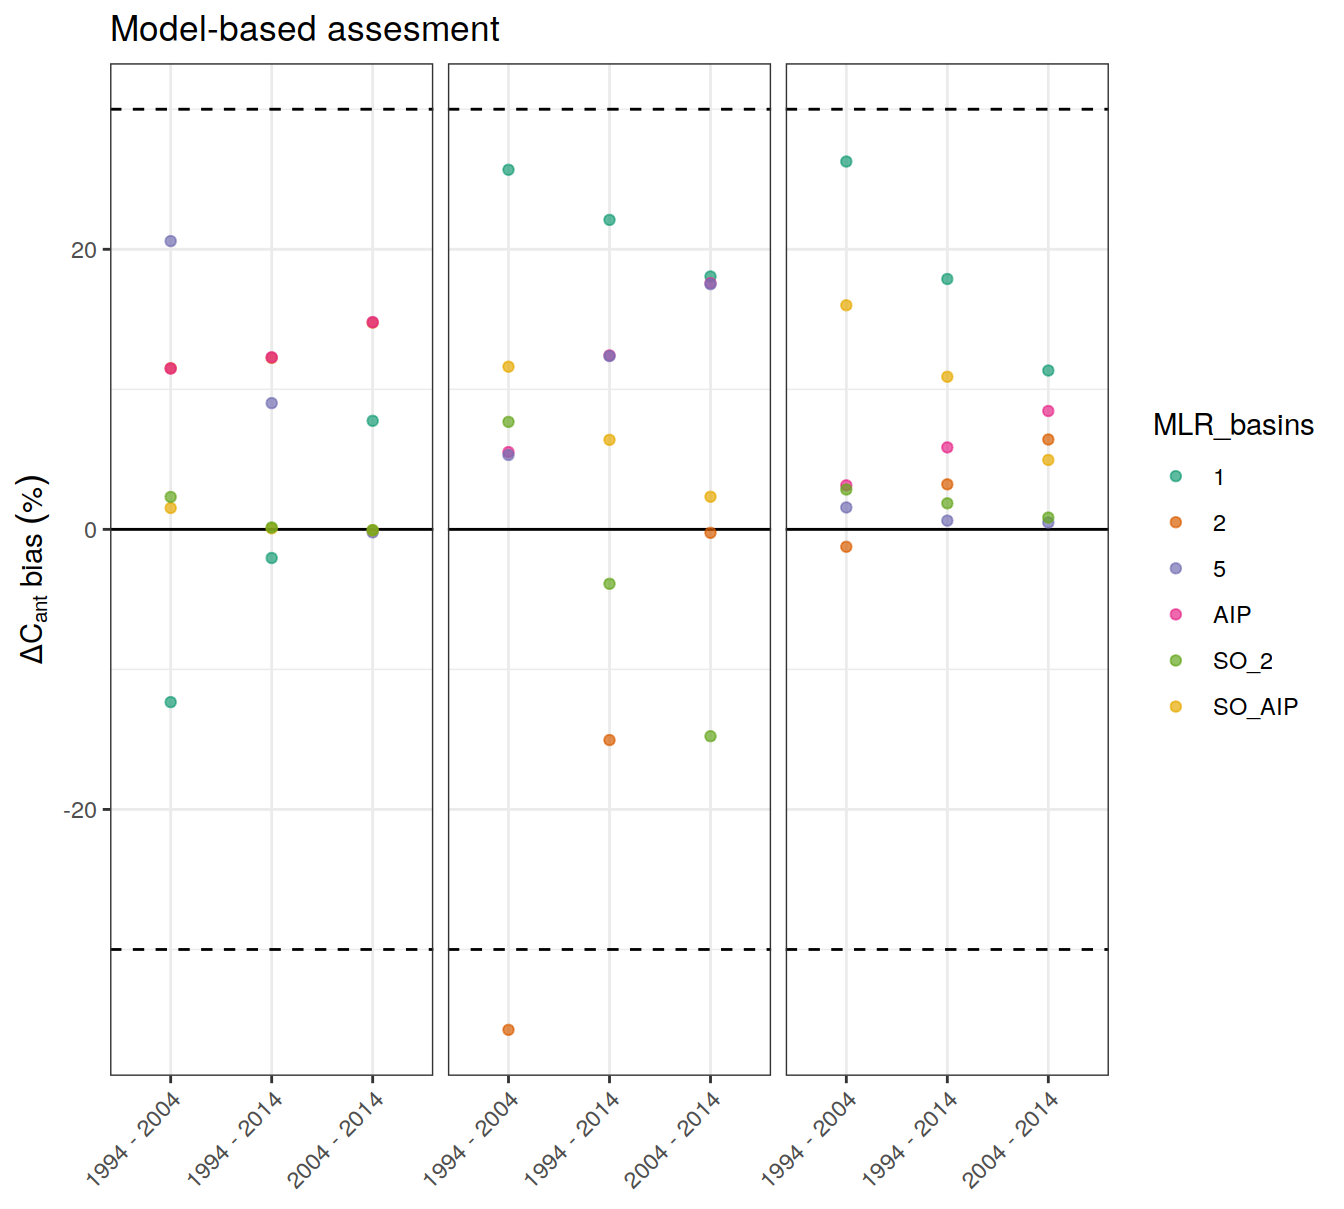 Model-based assesment
ΔCant bias (%)
20
0
-20
1994 - 2004
1994 - 2014
2004 - 2014
1994 - 2004
1994 - 2014
2004 - 2014
1994 - 2004
1994 - 2014
2004 - 2014
MLR_basins
1
2
5
AIP
SO_2
SO_AIP